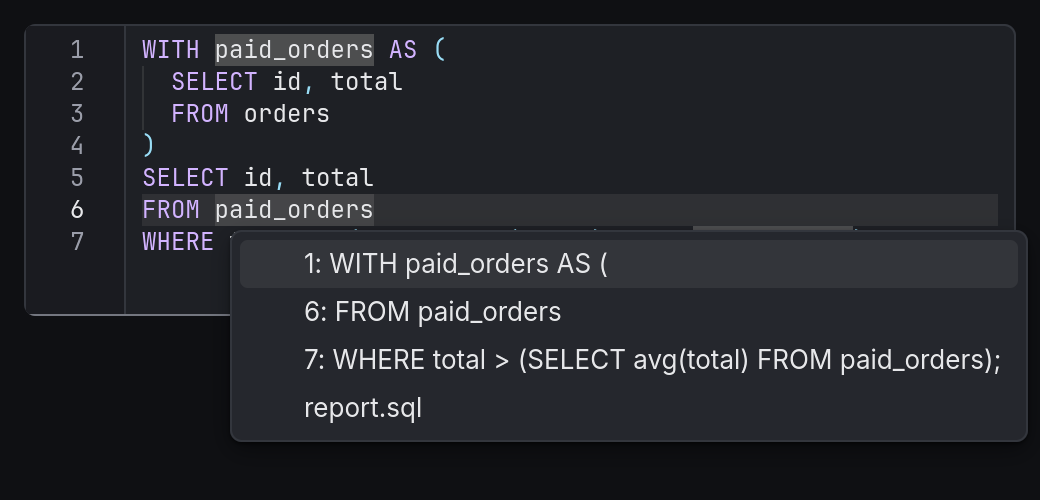 1 WITH paid_orders AS (
2 SELECT id, total
3 FROM orders
4 )
5 SELECT id, total
6 FROM paid_orders
7 WHERE
1: WITH paid_orders AS (
6: FROM paid_orders
7: WHERE total > (SELECT avg(total) FROM paid_orders);
report.sql